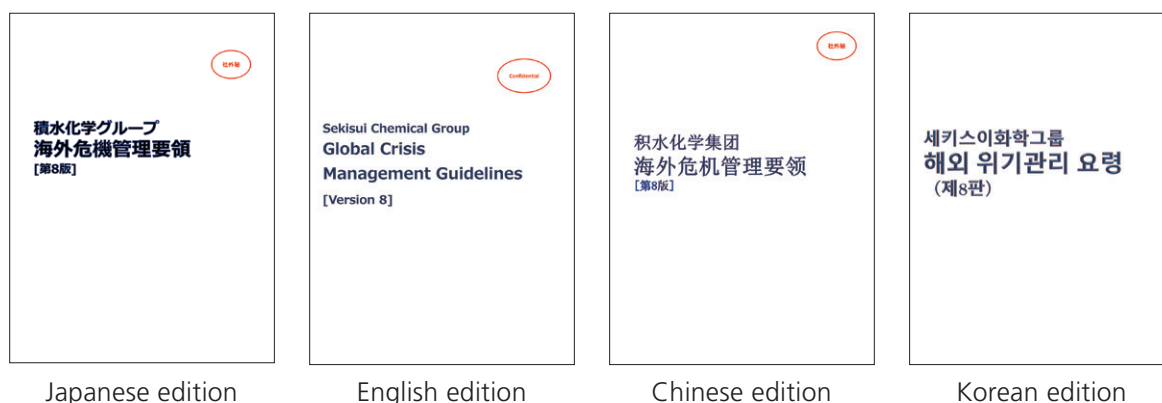 社外秘
積水化学グループ
海外危機管理要領
[第8版]
Japanese edition
Confidential
Sekisui Chemical Group
Global Crisis
Management Guidelines
[Version 8]
English edition
社外秘
积水化学集团
海外危机管理要领
[第8版]
Chinese edition
세키스이화학그룹
해외 위기관리 요령
(제8판)
Korean edition